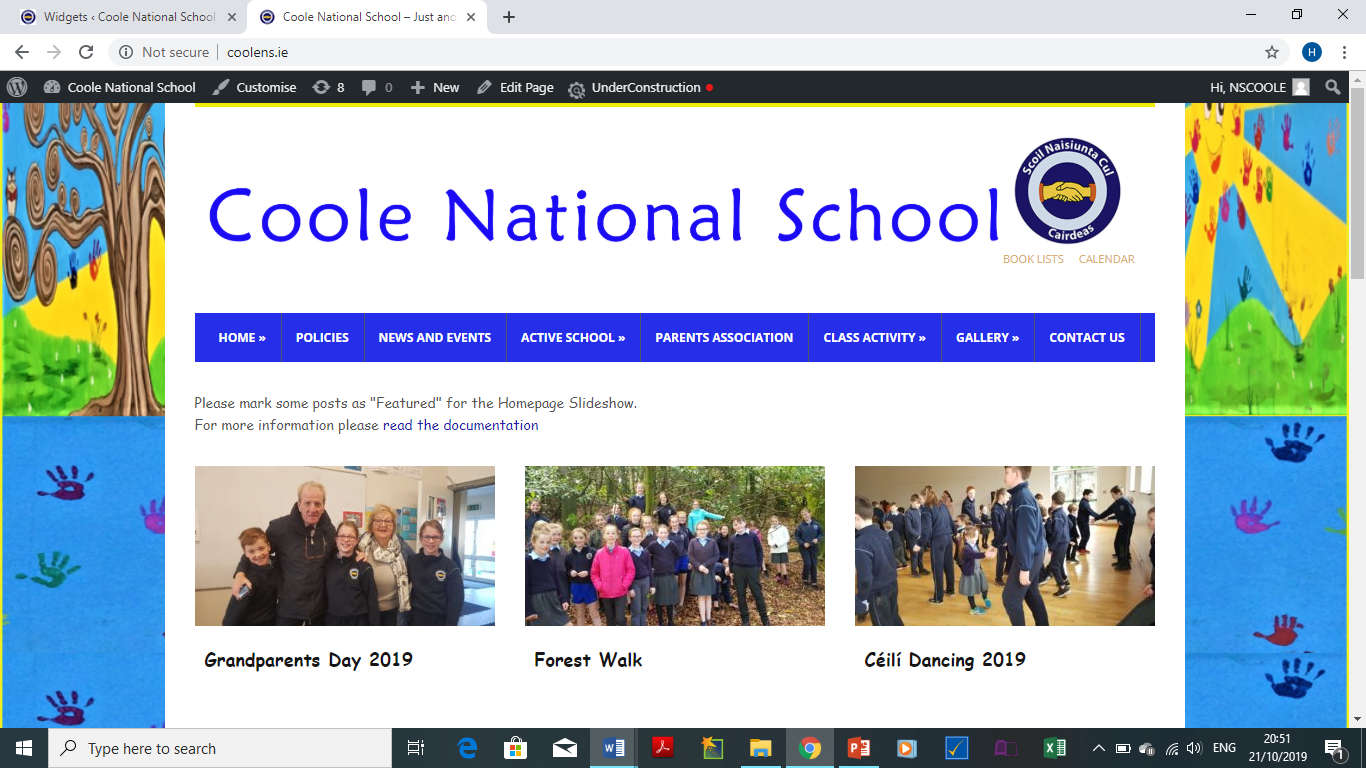 Widgets ‹ Coole National School
Coole National School – Just ano
Not secure
coolens.ie
H
Coole National School
Customise
8
0
New
Edit Page
UnderConstruction
Hi, NSCOOLE
Coole National School
Scoil Naisiunta Cul
Cairdeas
BOOK LISTS CALENDAR
HOME » POLICIES NEWS AND EVENTS ACTIVE SCHOOL » PARENTS ASSOCIATION CLASS ACTIVITY » GALLERY » CONTACT US
Please mark some posts as "Featured" for the Homepage Slideshow.
For more information please read the documentation
Grandparents Day 2019
Forest Walk
Céilí Dancing 2019
Type here to search
ENG
20:51
21/10/2019
1